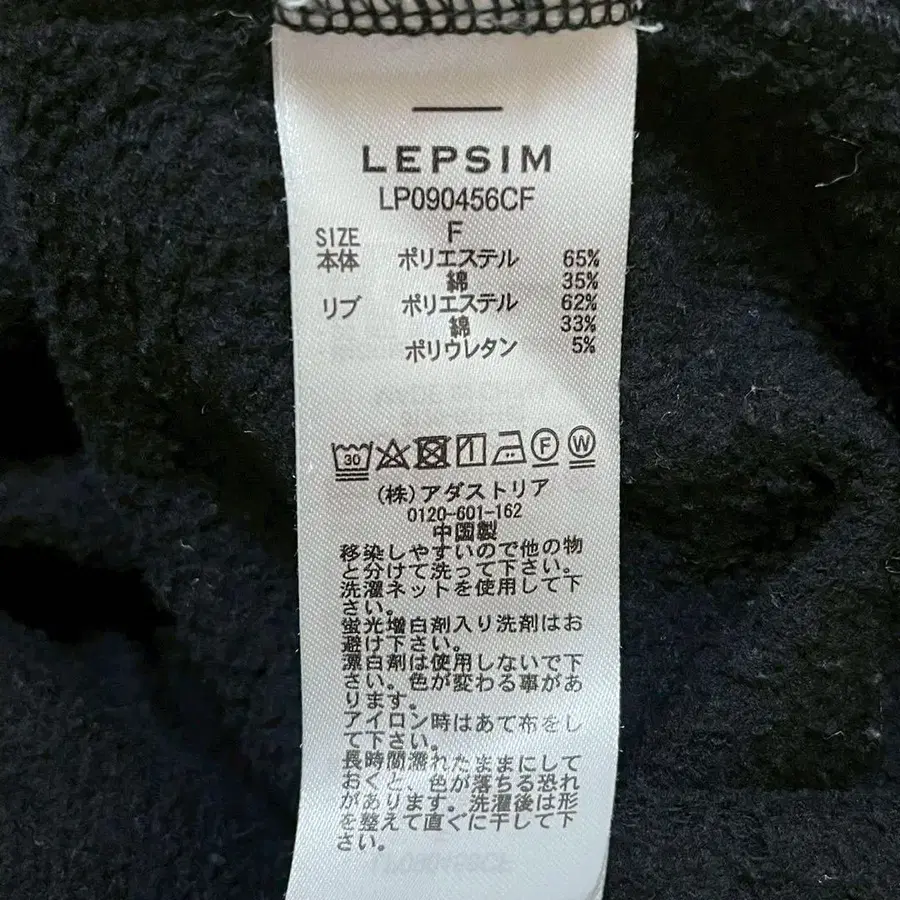 LEPSIM
LP090456CF
SIZE F
本体 ポリエステル 65%
綿 35%
リブ ポリエステル 62%
綿 33%
ポリウレタン 5%
30 F W
(株)アダストリア
0120-601-162
中国製
移染しやすいので他の物
と分けて洗って下さい。
洗濯ネットを使用して下
さい。
蛍光増白剤入り洗剤はお
避け下さい。
漂白剤は使用しないで下
さい。色が変わる事があ
ります。
アイロン時はあて布をし
て下さい。
長時間濡れたままにして
おくと、色が落ちる恐れ
があります。洗濯後は形
を整えて直ぐに干して下
さい。